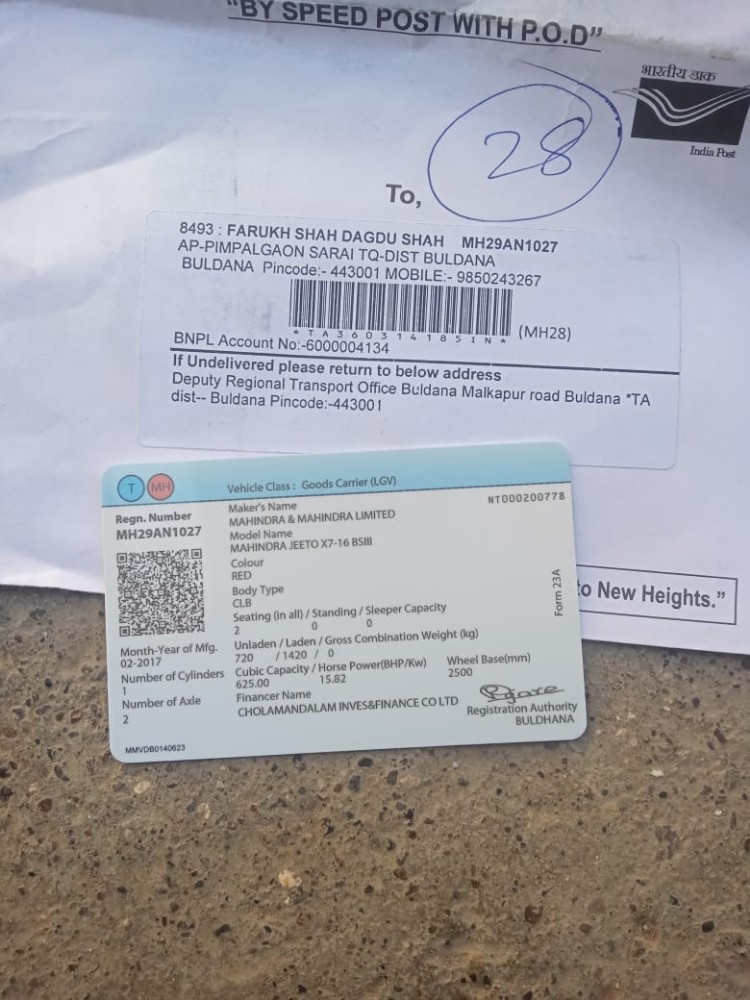 "BY SPEED POST WITH P.O.D"
भारतीय डाक
India Post
28
To,
8493 : FARUKH SHAH DAGDU SHAH MH29AN1027
AP-PIMPALGAON SARAI TQ-DIST BULDANA
BULDANA Pincode:- 443001 MOBILE:- 9850243267
*TA360314185IN* (MH28)
BNPL Account No:-6000004134
If Undelivered please return to below address
Deputy Regional Transport Office Buldana Malkapur road Buldana *TA
dist-- Buldana Pincode:-443001
to New Heights."
T MH Vehicle Class : Goods Carrier (LGV)
NT000200778
Regn. Number
MH29AN1027
Maker's Name
MAHINDRA & MAHINDRA LIMITED
Model Name
MAHINDRA JEETO X7-16 BSIII
Colour
RED
Body Type
CLB
Seating (in all) / Standing / Sleeper Capacity
2 0 0
Unladen / Laden / Gross Combination Weight (kg)
720 / 1420 / 0
Cubic Capacity / Horse Power(BHP/Kw) Wheel Base(mm)
625.00 15.82 2500
Financer Name
CHOLAMANDALAM INVES&FINANCE CO LTD
Month-Year of Mfg.
02-2017
Number of Cylinders
1
Number of Axle
2
Form 23A
Registration Authority
BULDHANA
MMVDB0140623